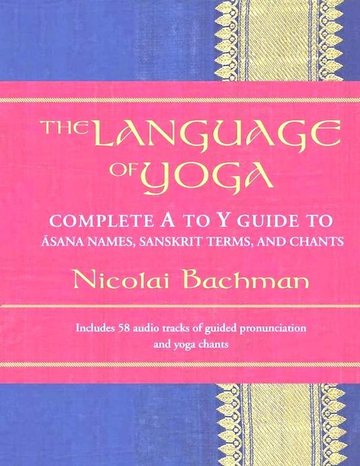 THE LANGUAGE
OF YOGA
COMPLETE A TO Y GUIDE TO
ĀSANA NAMES, SANSKRIT TERMS, AND CHANTS
Nicolai Bachman
Includes 58 audio tracks of guided pronunciation
and yoga chants